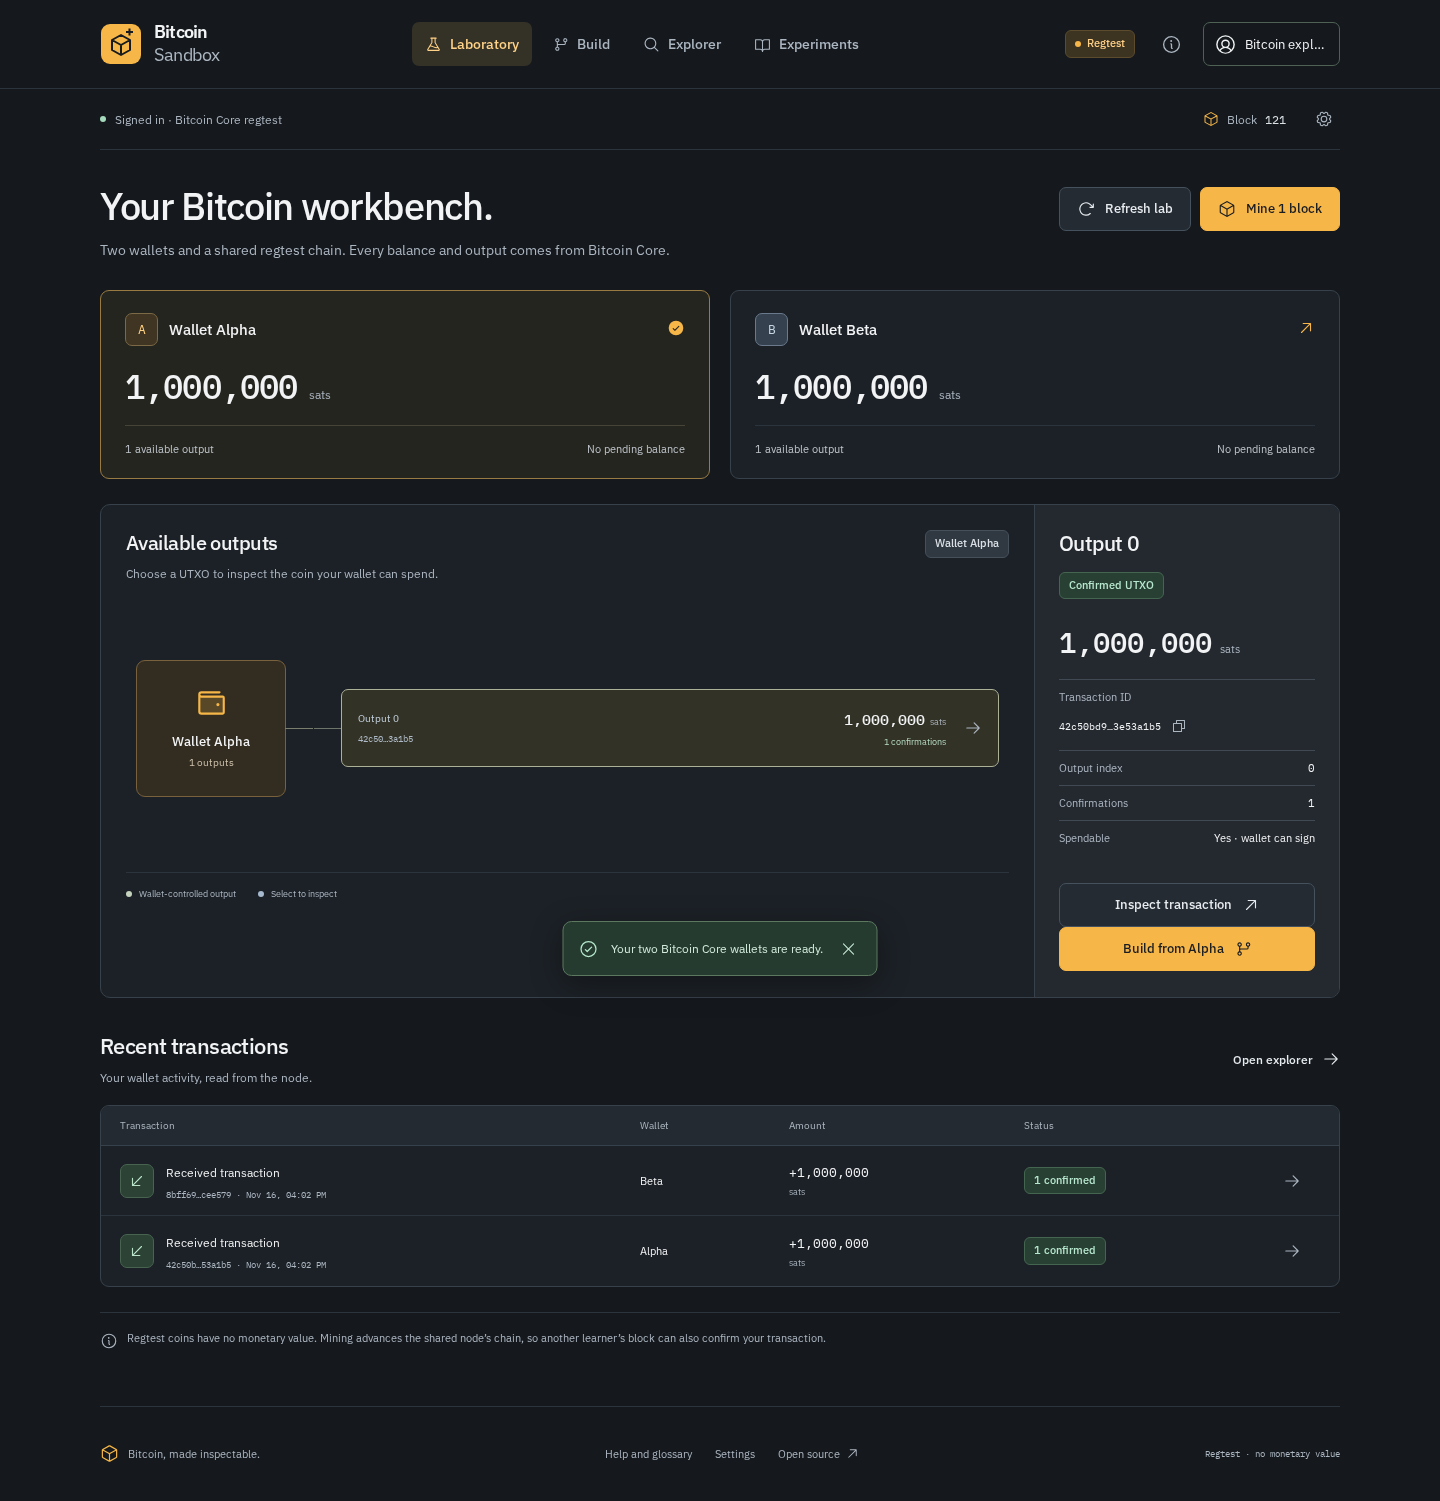 Bitcoin
Sandbox
Laboratory
Build
Explorer
Experiments
Regtest
Bitcoin expl...
Signed in · Bitcoin Core regtest
Block 121
Your Bitcoin workbench.
Refresh lab
Mine 1 block
Two wallets and a shared regtest chain. Every balance and output comes from Bitcoin Core.
A
Wallet Alpha
1,000,000 sats
1 available output
No pending balance
B
Wallet Beta
1,000,000 sats
1 available output
No pending balance
Available outputs
Wallet Alpha
Choose a UTXO to inspect the coin your wallet can spend.
Wallet Alpha
1 outputs
Output 0
42c50…3a1b5
1,000,000 sats
1 confirmations
Wallet-controlled output
Select to inspect
Output 0
Confirmed UTXO
1,000,000 sats
Transaction ID
42c50bd9…3e53a1b5
Output index 0
Confirmations 1
Spendable Yes · wallet can sign
Inspect transaction
Build from Alpha
Your two Bitcoin Core wallets are ready.
Recent transactions
Your wallet activity, read from the node.
Open explorer
Transaction Wallet Amount Status
Received transaction
8bff69…cee579 · Nov 16, 04:02 PM
Beta
+1,000,000
sats
1 confirmed
Received transaction
42c50b…53a1b5 · Nov 16, 04:02 PM
Alpha
+1,000,000
sats
1 confirmed
Regtest coins have no monetary value. Mining advances the shared node’s chain, so another learner’s block can also confirm your transaction.
Bitcoin, made inspectable.
Help and glossary
Settings
Open source
Regtest · no monetary value